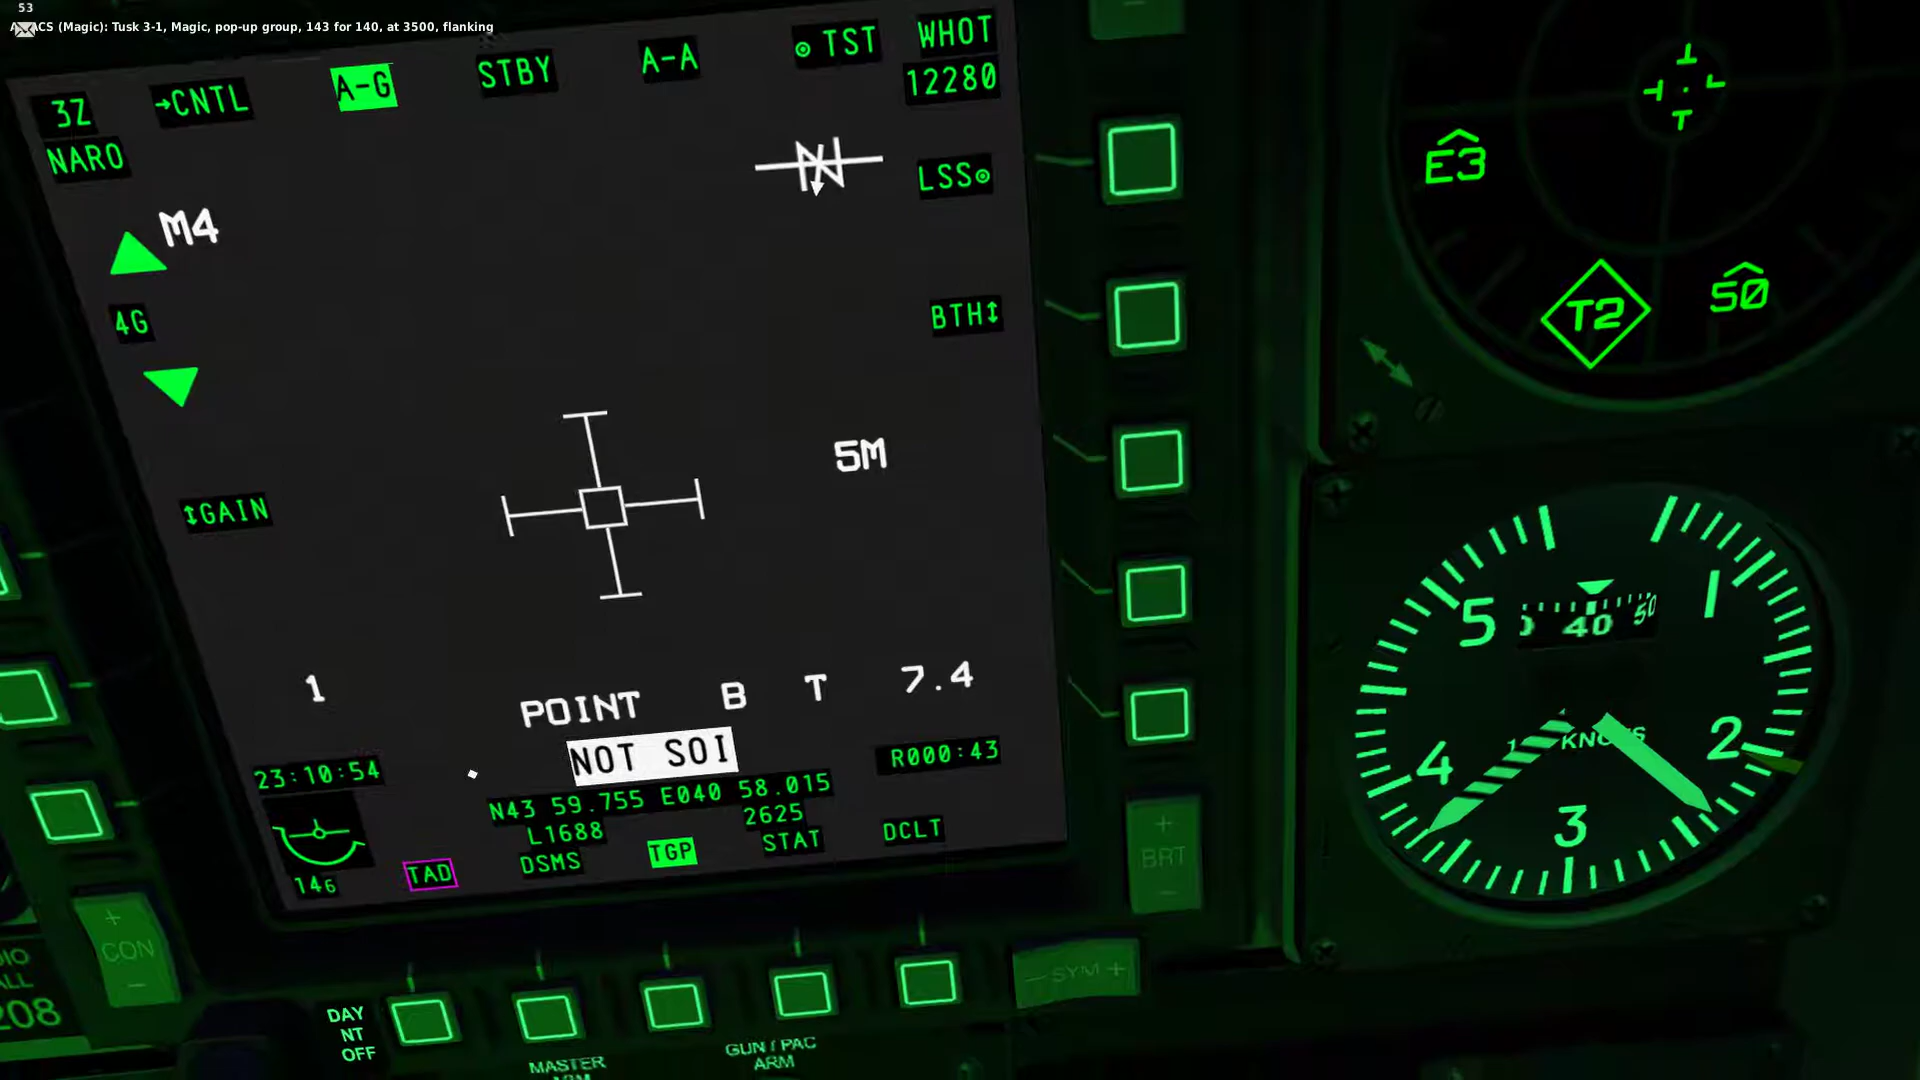 53
ACS (Magic): Tusk 3-1, Magic, pop-up group, 143 for 140, at 3500, flanking
3Z →CNTL A-G STBY A-A TST WHOT
12280
NARO
N
LSS
M4
4G
BTH↕
5M
↕GAIN
1
POINT B T 7.4
NOT SOI
23:10:54
R000:43
N43 59.755 E040 58.015
L1688 2625
146 TAD DSMS TGP STAT DCLT
+
CON
-
+
BRT
-
- SYM +
208
DAY
NT
OFF
MASTER
GUN / PAC
ARM
E3
T2
50
5 1
40 50
KNOTS
4 2
3